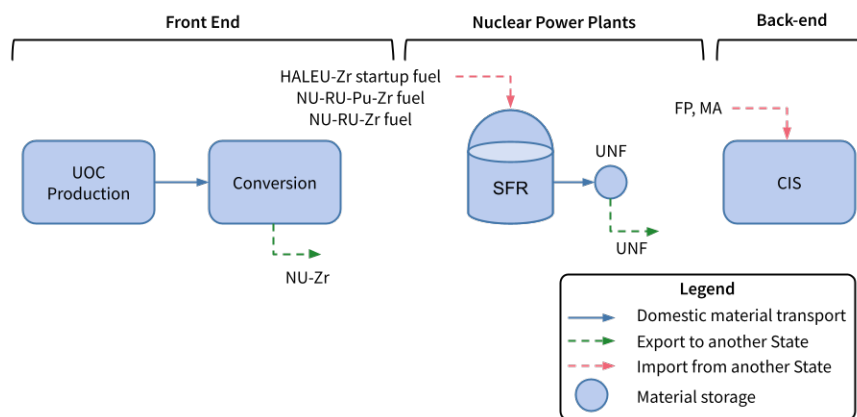 Front End
Nuclear Power Plants
Back-end
HALEU-Zr startup fuel
NU-RU-Pu-Zr fuel
NU-RU-Zr fuel
FP, MA
UOC
Production
Conversion
SFR
UNF
CIS
NU-Zr
UNF
Legend
Domestic material transport
Export to another State
Import from another State
Material storage